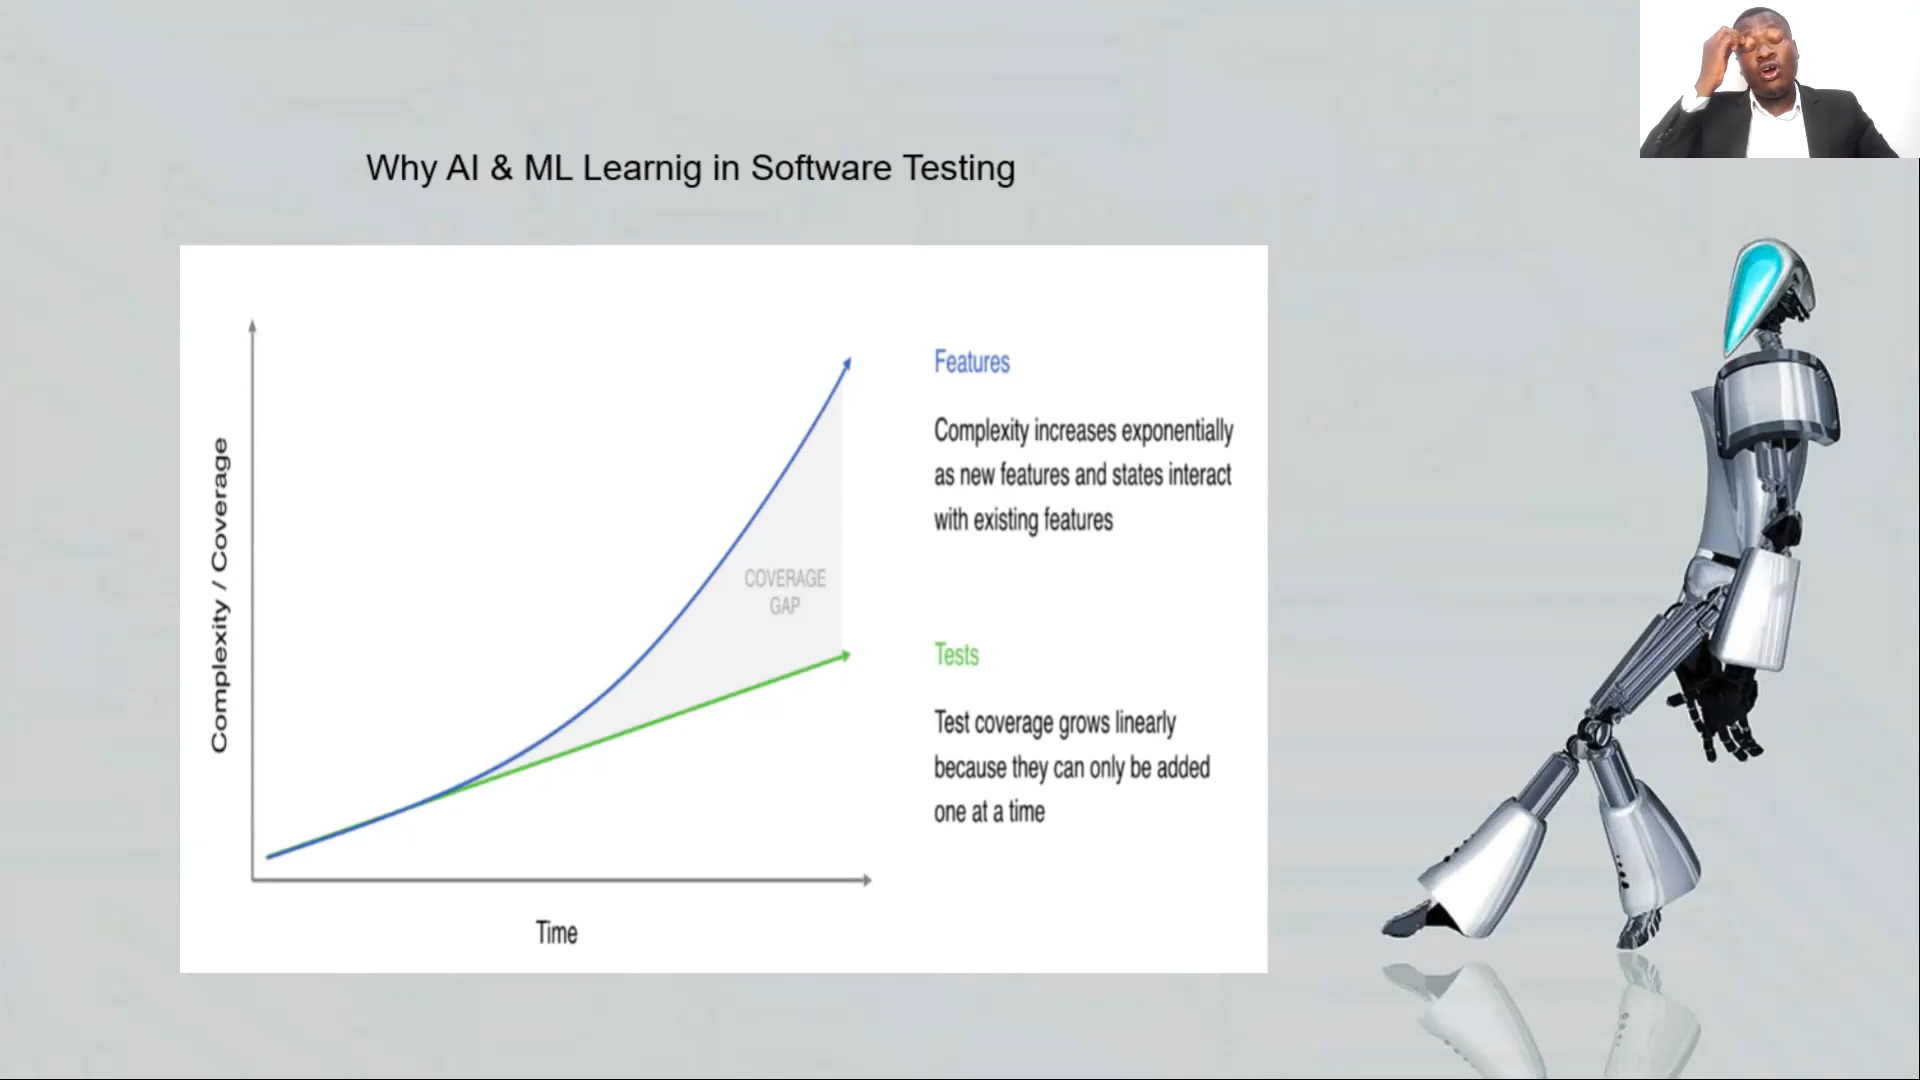 Why AI & ML Learnig in Software Testing
Complexity / Coverage
Features
Complexity increases exponentially
as new features and states interact
with existing features
COVERAGE
GAP
Tests
Test coverage grows linearly
because they can only be added
one at a time
Time